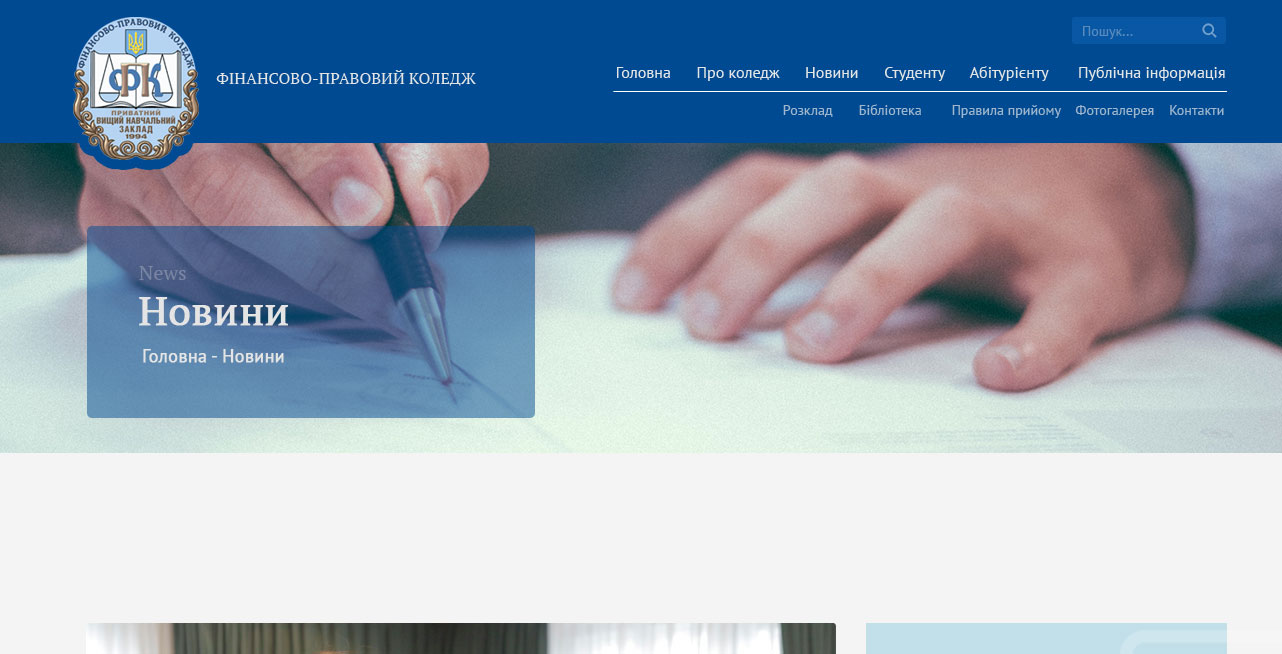 ФІНАНСОВО-ПРАВОВИЙ КОЛЕДЖ
ФК
ПРИВАТНИЙ
ВИЩИЙ НАВЧАЛЬНИЙ
ЗАКЛАД
1994
ФІНАНСОВО-ПРАВОВИЙ КОЛЕДЖ
Пошук...
Головна Про коледж Новини Студенту Абітурієнту Публічна інформація
Розклад Бібліотека Правила прийому Фотогалерея Контакти
News
Новини
Головна - Новини